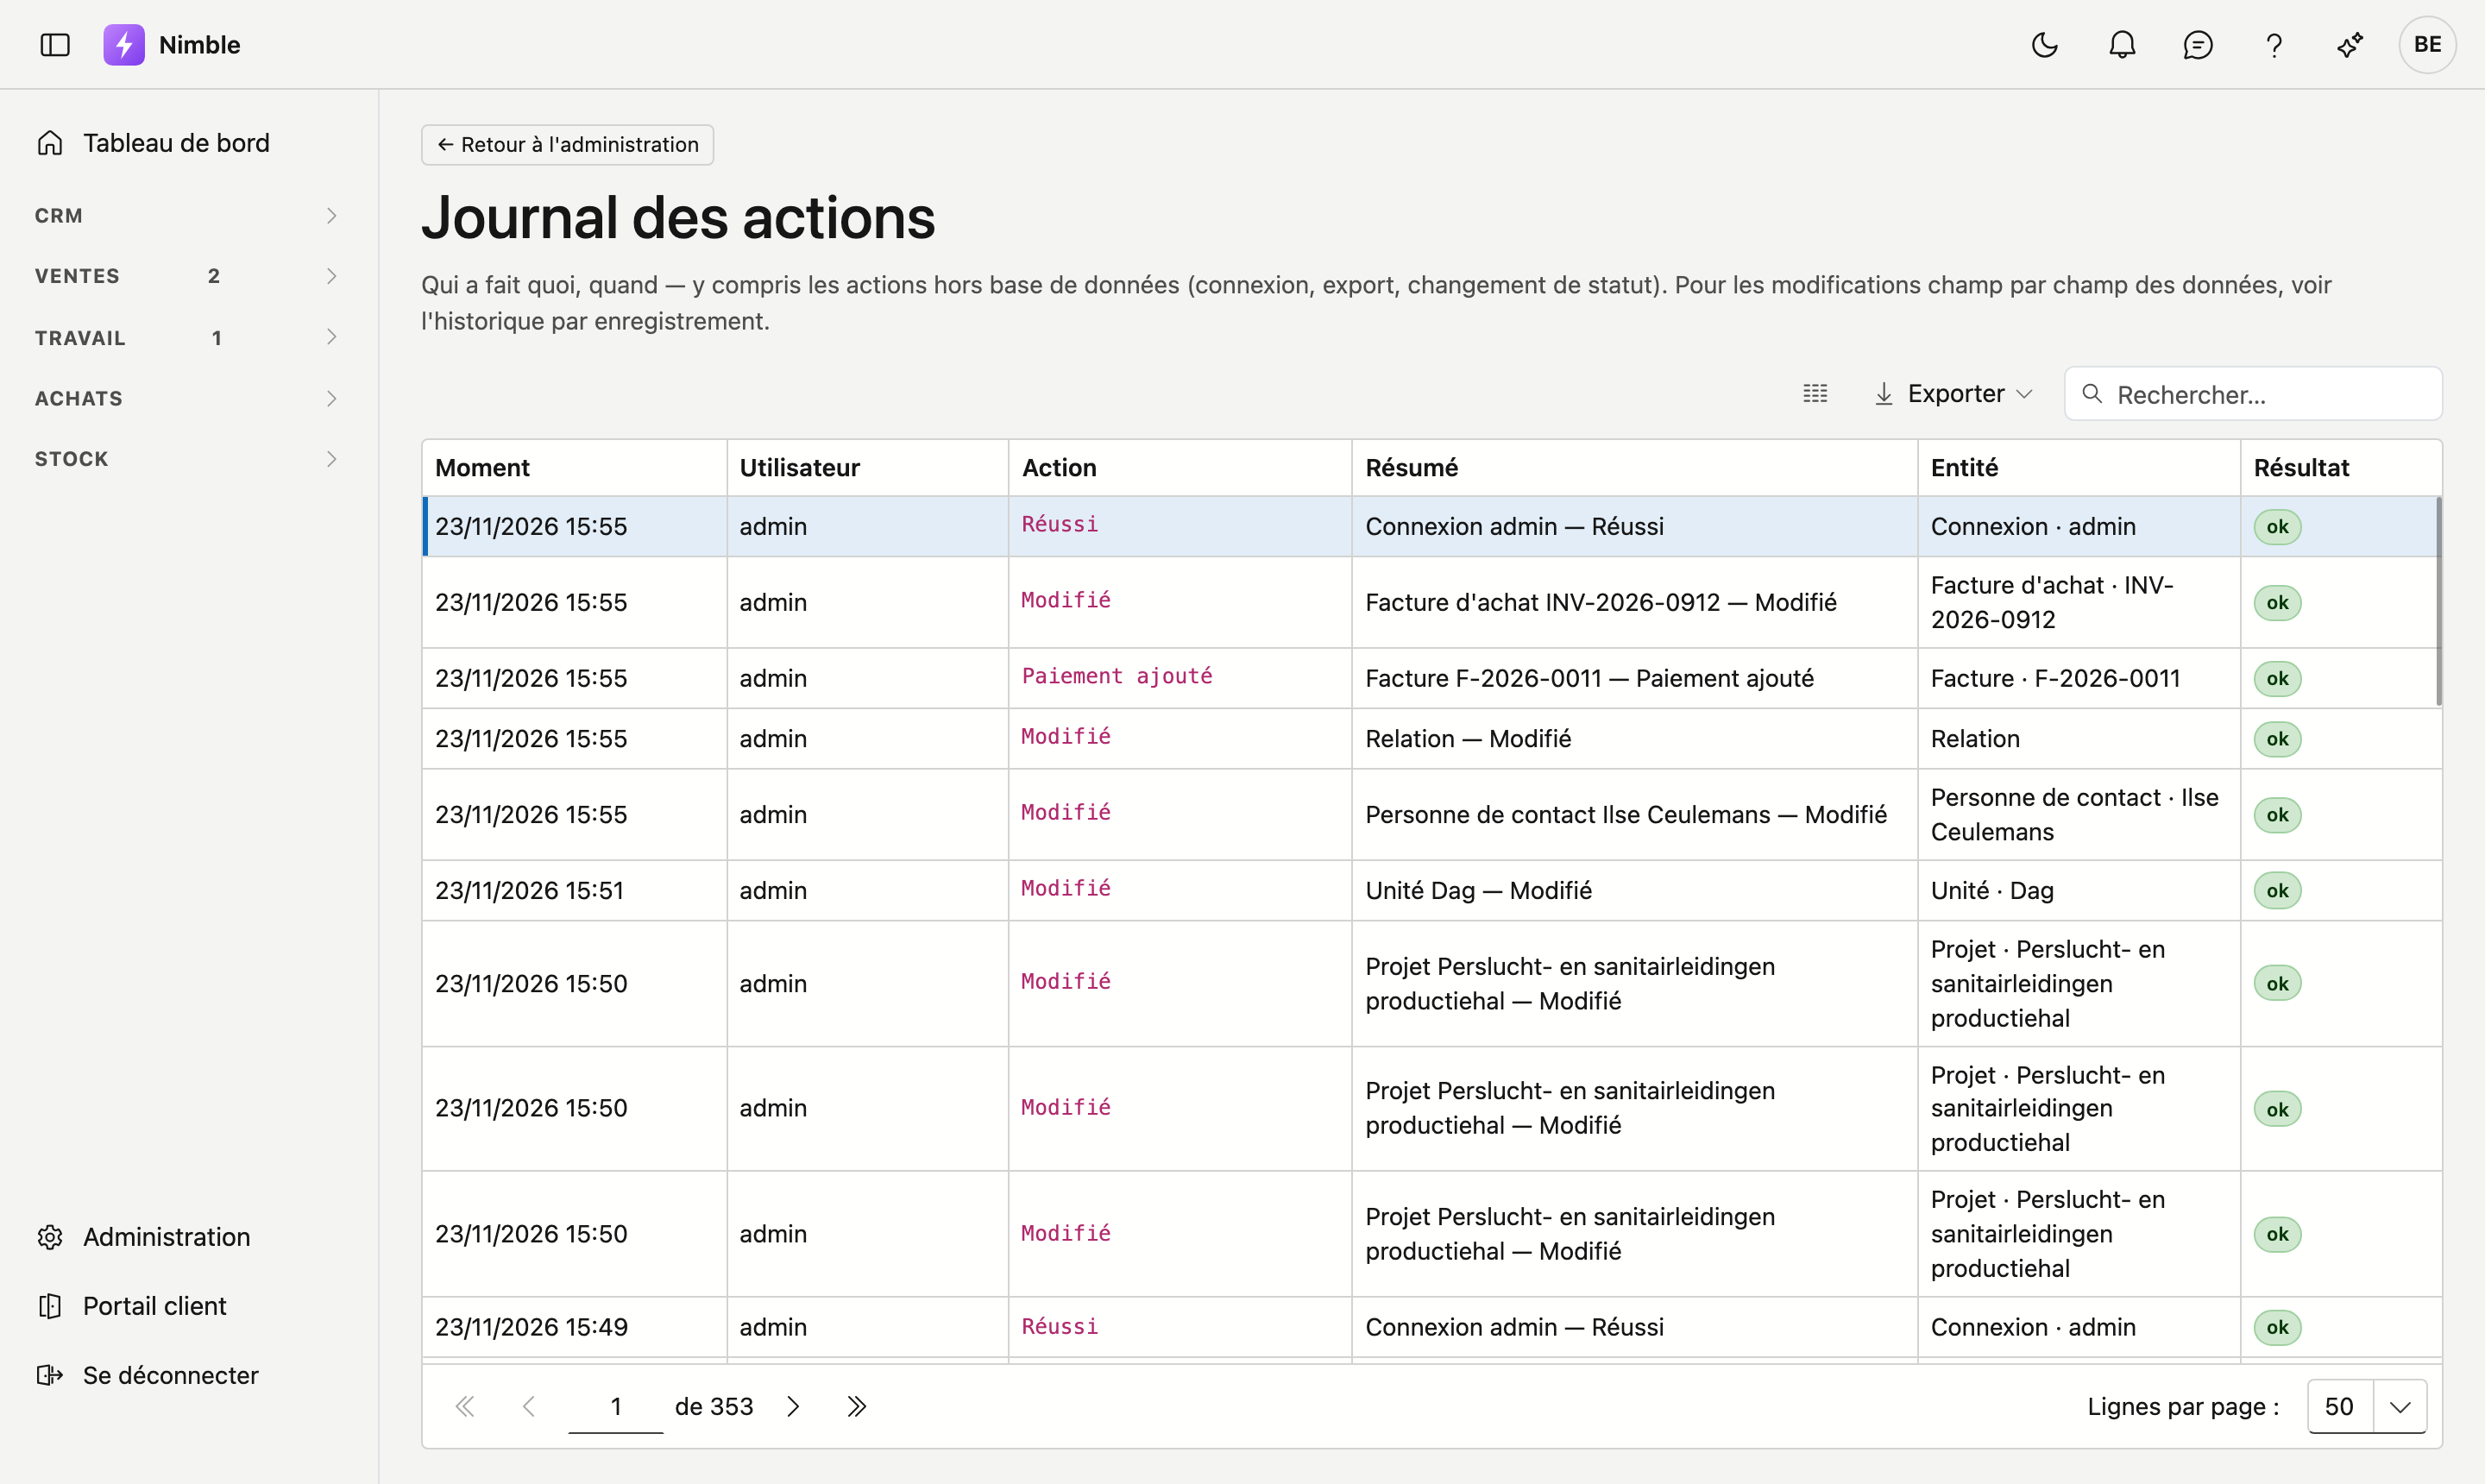 Nimble
BE
Tableau de bord
CRM
VENTES 2
TRAVAIL 1
ACHATS
STOCK
Administration
Portail client
Se déconnecter
← Retour à l'administration
Journal des actions
Qui a fait quoi, quand — y compris les actions hors base de données (connexion, export, changement de statut). Pour les modifications champ par champ des données, voir
l'historique par enregistrement.
Exporter
Rechercher...
Moment Utilisateur Action Résumé Entité Résultat
23/11/2026 15:55 admin Réussi Connexion admin — Réussi Connexion · admin ok
23/11/2026 15:55 admin Modifié Facture d'achat INV-2026-0912 — Modifié Facture d'achat · INV-
2026-0912 ok
23/11/2026 15:55 admin Paiement ajouté Facture F-2026-0011 — Paiement ajouté Facture · F-2026-0011 ok
23/11/2026 15:55 admin Modifié Relation — Modifié Relation ok
23/11/2026 15:55 admin Modifié Personne de contact Ilse Ceulemans — Modifié Personne de contact · Ilse
Ceulemans ok
23/11/2026 15:51 admin Modifié Unité Dag — Modifié Unité · Dag ok
23/11/2026 15:50 admin Modifié Projet Perslucht- en sanitairleidingen
productiehal — Modifié Projet · Perslucht- en
sanitairleidingen
productiehal ok
23/11/2026 15:50 admin Modifié Projet Perslucht- en sanitairleidingen
productiehal — Modifié Projet · Perslucht- en
sanitairleidingen
productiehal ok
23/11/2026 15:50 admin Modifié Projet Perslucht- en sanitairleidingen
productiehal — Modifié Projet · Perslucht- en
sanitairleidingen
productiehal ok
23/11/2026 15:49 admin Réussi Connexion admin — Réussi Connexion · admin ok
1 de 353
Lignes par page : 50